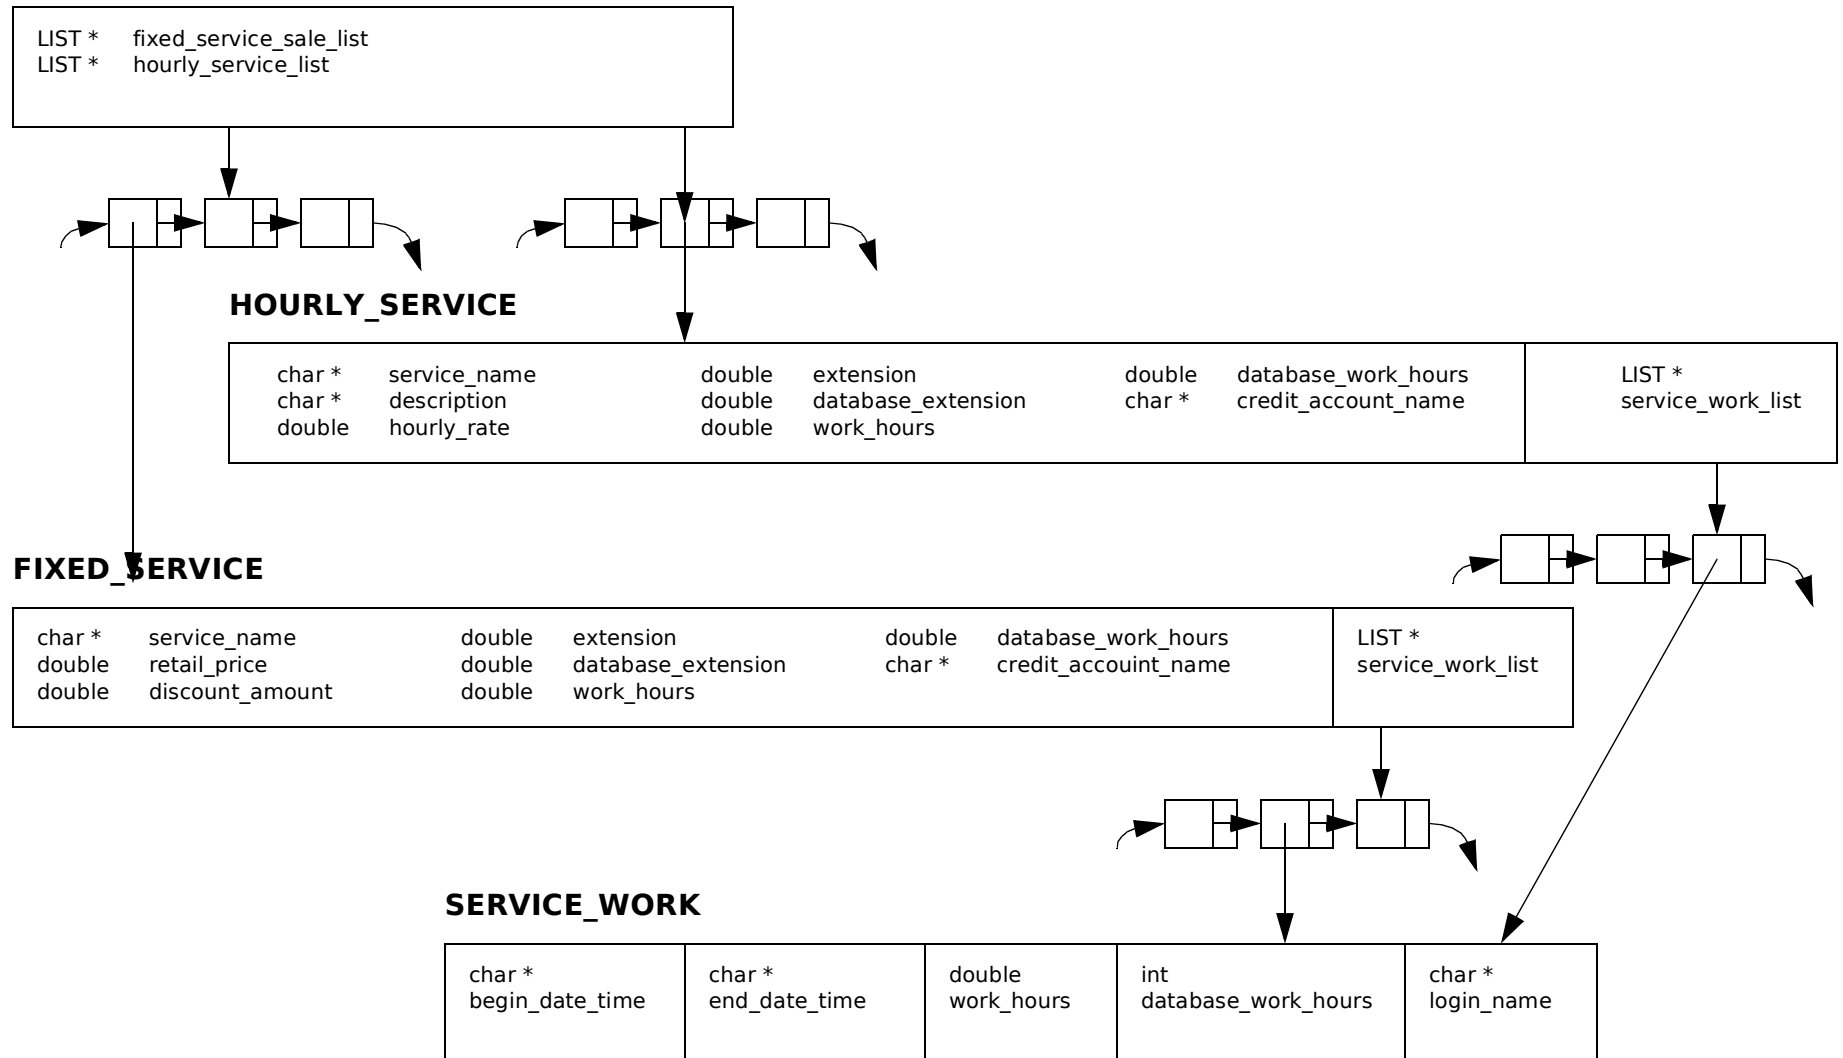 LIST * fixed_service_sale_list
LIST * hourly_service_list
HOURLY_SERVICE
char * service_name double extension double database_work_hours LIST *
char * description double database_extension char * credit_account_name service_work_list
double hourly_rate double work_hours
FIXED_SERVICE
char * service_name double extension double database_work_hours LIST *
double retail_price double database_extension char * credit_accouint_name service_work_list
double discount_amount double work_hours
SERVICE_WORK
char * char * double int char *
begin_date_time end_date_time work_hours database_work_hours login_name